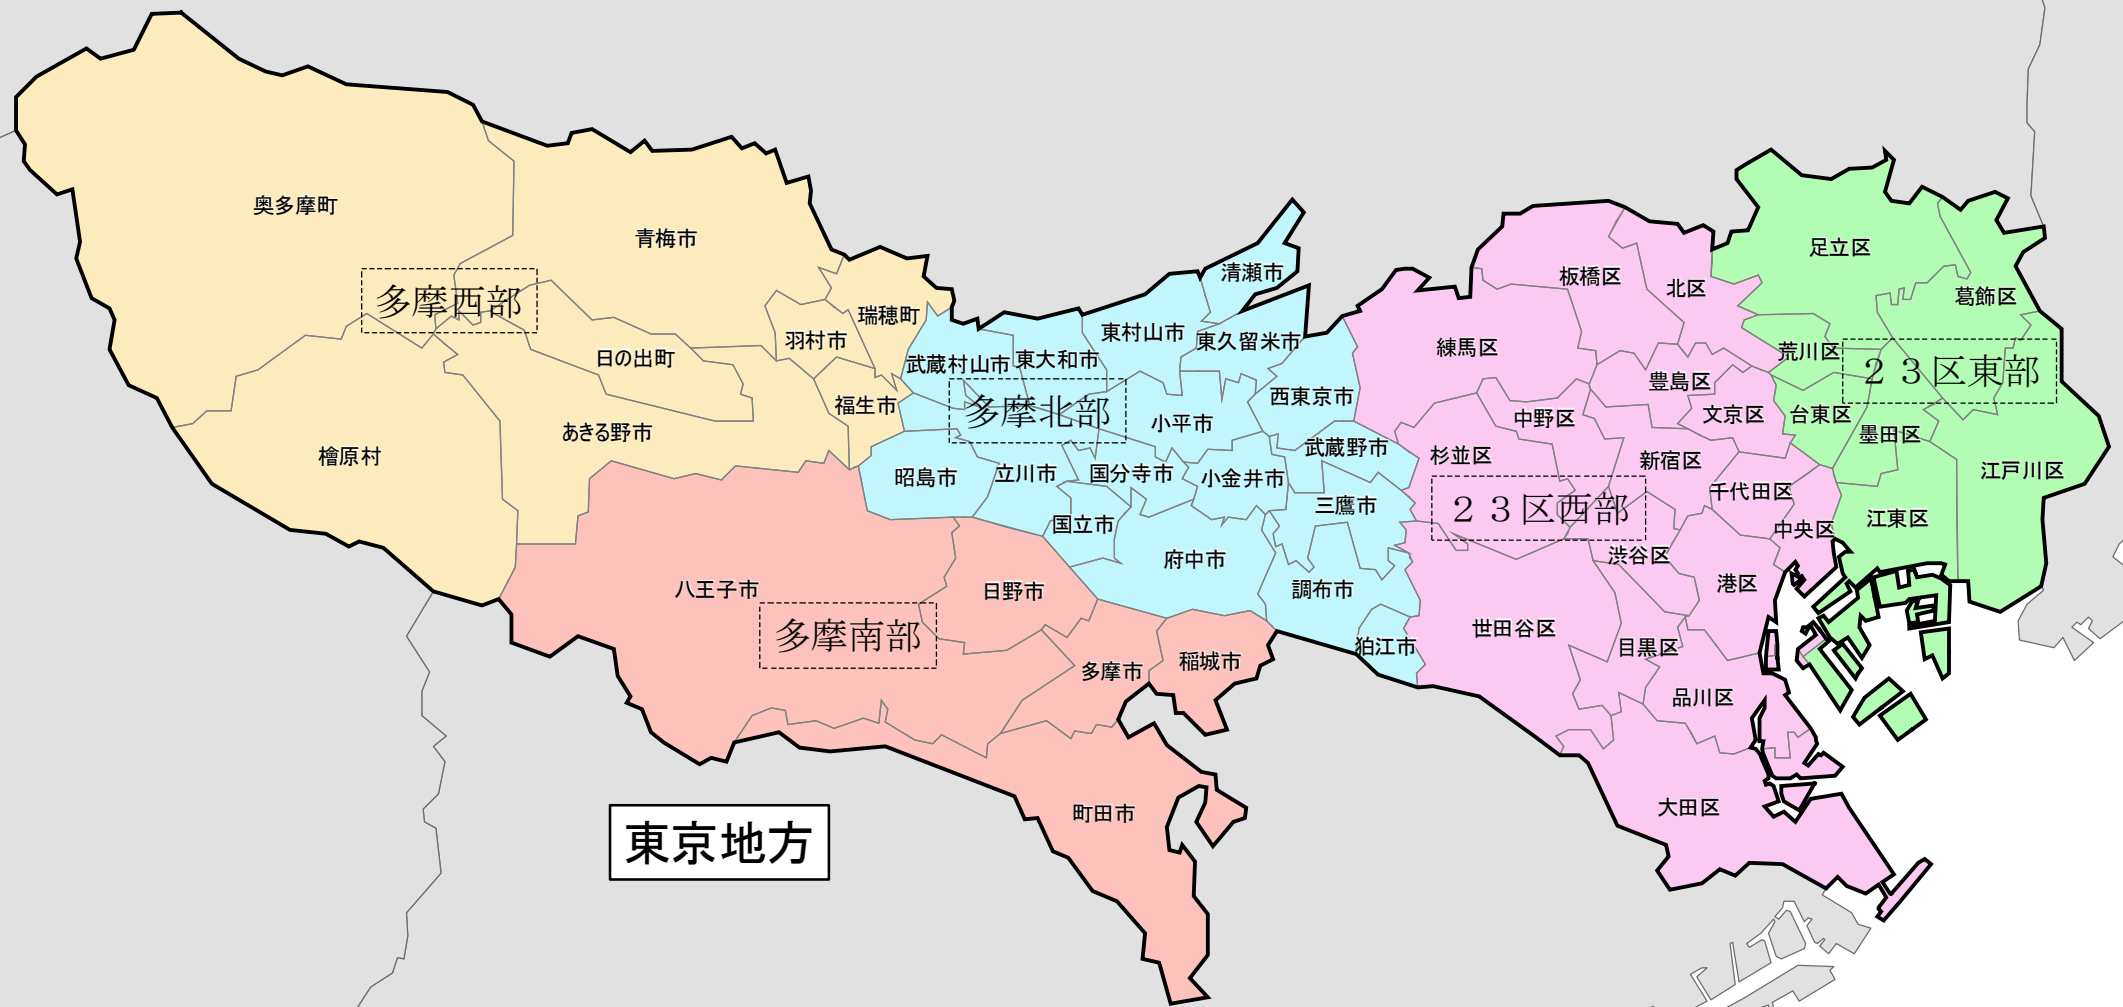 奥多摩町
青梅市
多摩西部
瑞穂町
羽村市
日の出町
福生市
あきる野市
檜原村
清瀬市
東村山市
東久留米市
武蔵村山市
東大和市
多摩北部
西東京市
小平市
武蔵野市
昭島市
立川市
国分寺市
小金井市
三鷹市
国立市
府中市
調布市
狛江市
八王子市
日野市
多摩南部
多摩市
稲城市
町田市
板橋区
北区
練馬区
豊島区
中野区
文京区
杉並区
新宿区
千代田区
２３区西部
中央区
渋谷区
港区
世田谷区
目黒区
品川区
大田区
足立区
葛飾区
荒川区
２３区東部
台東区
墨田区
江戸川区
江東区
東京地方